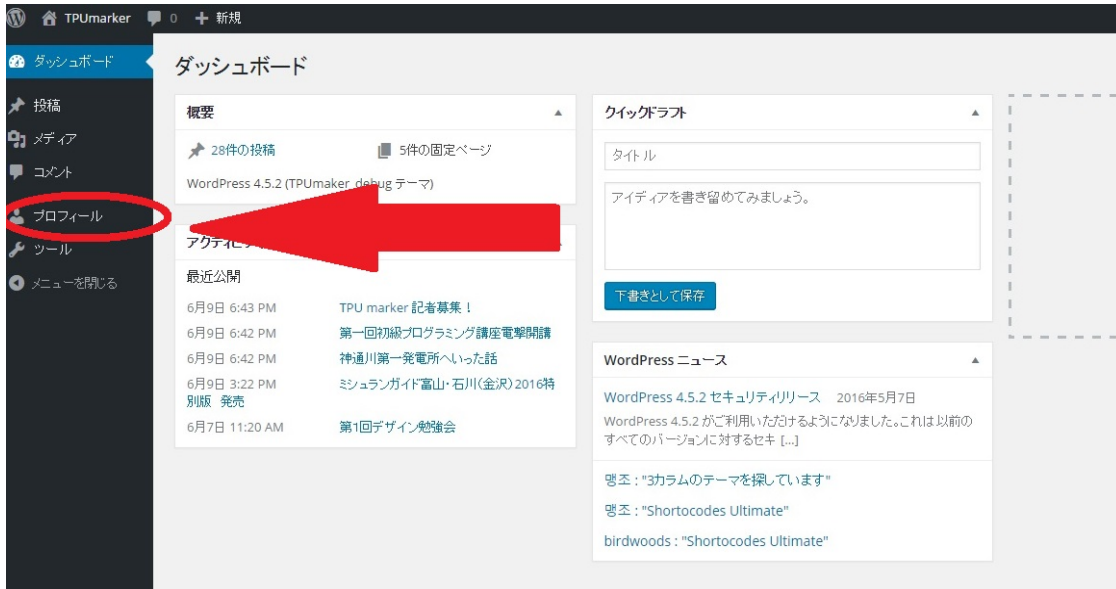 TPUmarker 0 新規
ダッシュボード
投稿
メディア
コメント
プロフィール
ツール
メニューを閉じる
ダッシュボード
概要
28件の投稿
5件の固定ページ
WordPress 4.5.2 (TPUmaker_debug テーマ)
最近公開
6月9日 6:43 PM TPU marker 記者募集！
6月9日 6:42 PM 第一回初級プログラミング講座電撃開講
6月9日 6:42 PM 神通川第一発電所へいった話
6月9日 3:22 PM ミシュランガイド富山・石川(金沢)2016特
別版 発売
6月7日 11:20 AM 第1回デザイン勉強会
クイックドラフト
タイトル
アイディアを書き留めてみましょう。
下書きとして保存
WordPress ニュース
WordPress 4.5.2 セキュリティリリース 2016年5月7日
WordPress 4.5.2 がご利用いただけるようになりました。これは以前の
すべてのバージョンに対するセキ [...]
맹조 : "3カラムのテーマを探しています"
맹조 : "Shortocodes Ultimate"
birdwoods : "Shortocodes Ultimate"